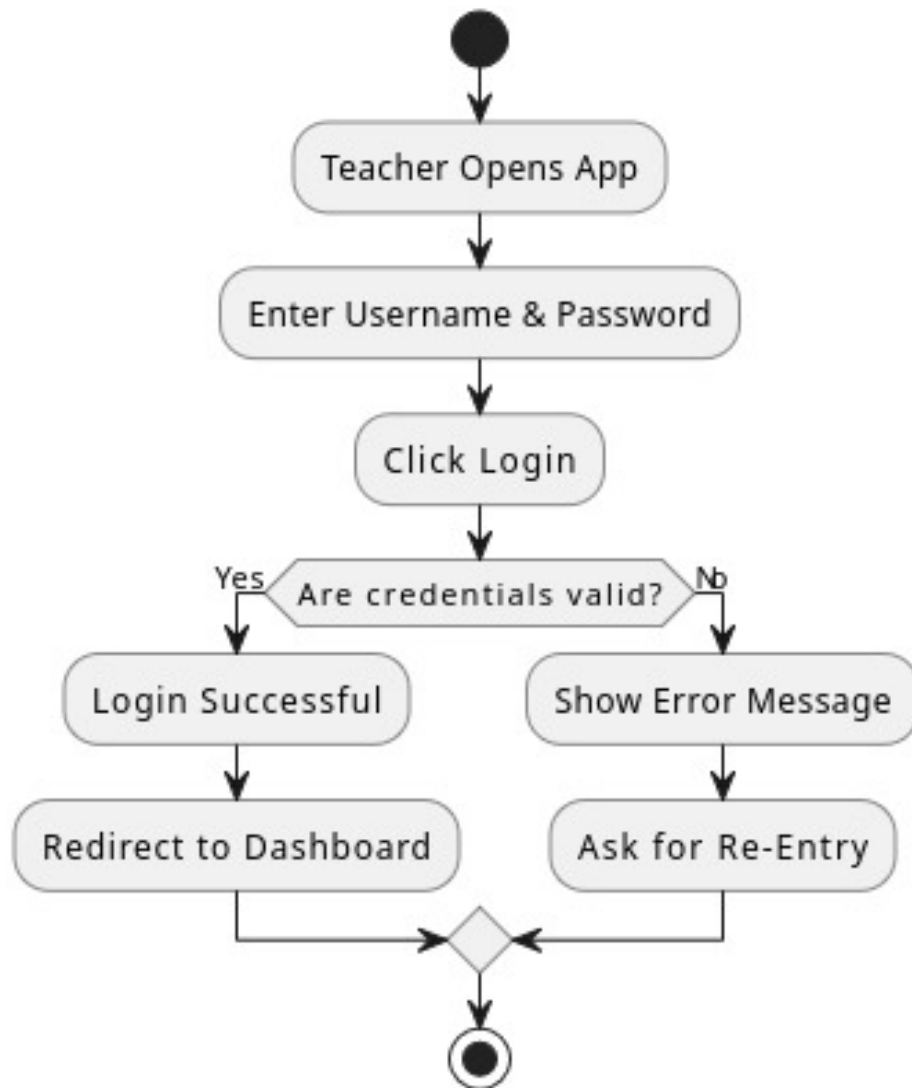 Teacher Opens App
Enter Username & Password
Click Login
Are credentials valid?
Yes
No
Login Successful
Show Error Message
Redirect to Dashboard
Ask for Re-Entry